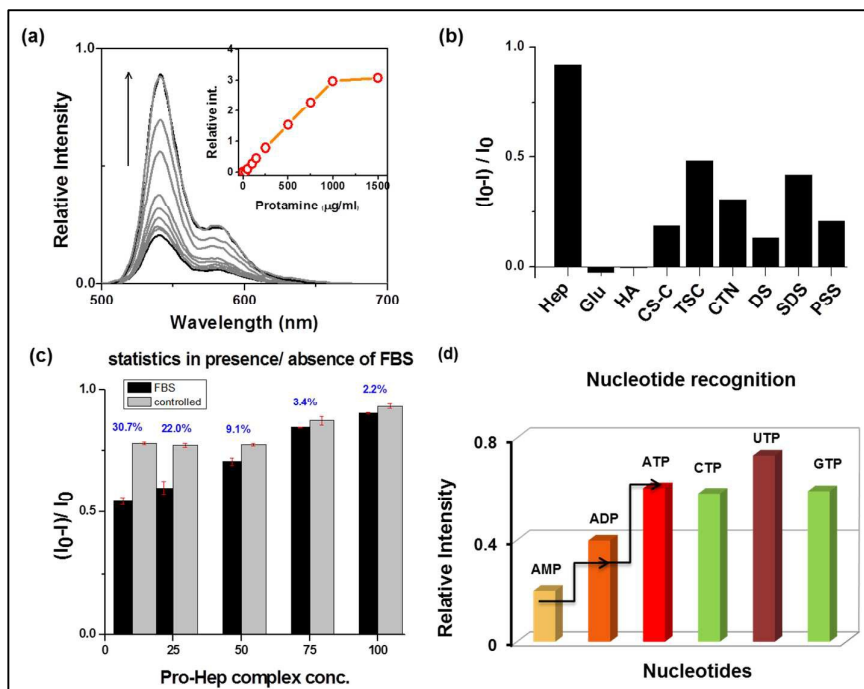 (a)
1.0
Relative Intensity
0.0
500
600
700
Wavelength (nm)
4
3
2
1
0
Relative int.
0
500
1000
1500
Protamine (µg/ml)
(b)
1.0
0.5
0.0
(I0-I) / I0
Hep
Glu
HA
CS-C
TSC
CTN
DS
SDS
PSS
(c)
statistics in presence/ absence of FBS
FBS
controlled
1.0
0.5
0.0
(I0-I)/ I0
30.7%
22.0%
9.1%
3.4%
2.2%
0
25
50
75
100
Pro-Hep complex conc.
(d)
Nucleotide recognition
0.8
0.4
0
Relative Intensity
AMP
ADP
ATP
CTP
UTP
GTP
Nucleotides